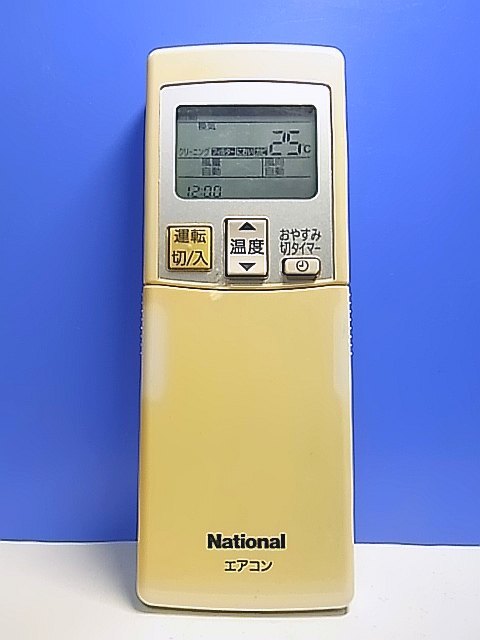 換気
25℃
クリーニング
風量 風向
自動 自動
12:00
運転
切/入
温度
おやすみ
切タイマー
National
エアコン